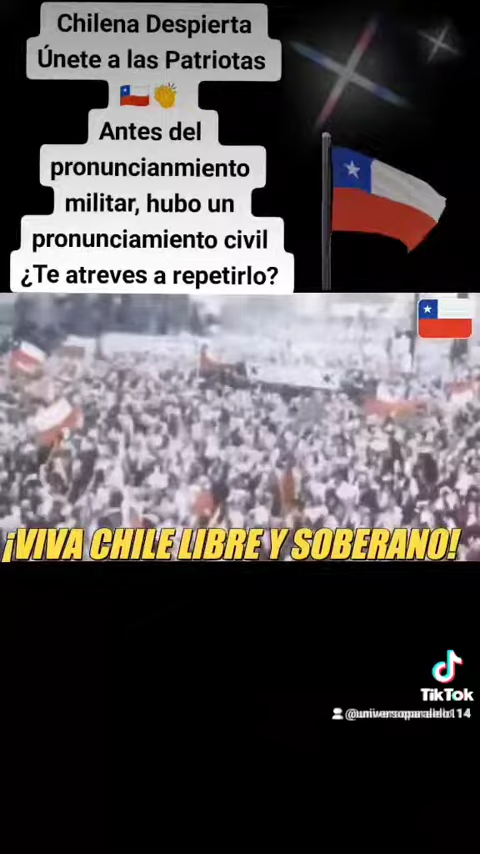 Chilena Despierta
Únete a las Patriotas
🇨🇱👏
Antes del
pronuncianmiento
militar, hubo un
pronunciamiento civil
¿Te atreves a repetirlo?
¡VIVA CHILE LIBRE Y SOBERANO!
TikTok
@universoparalelo114